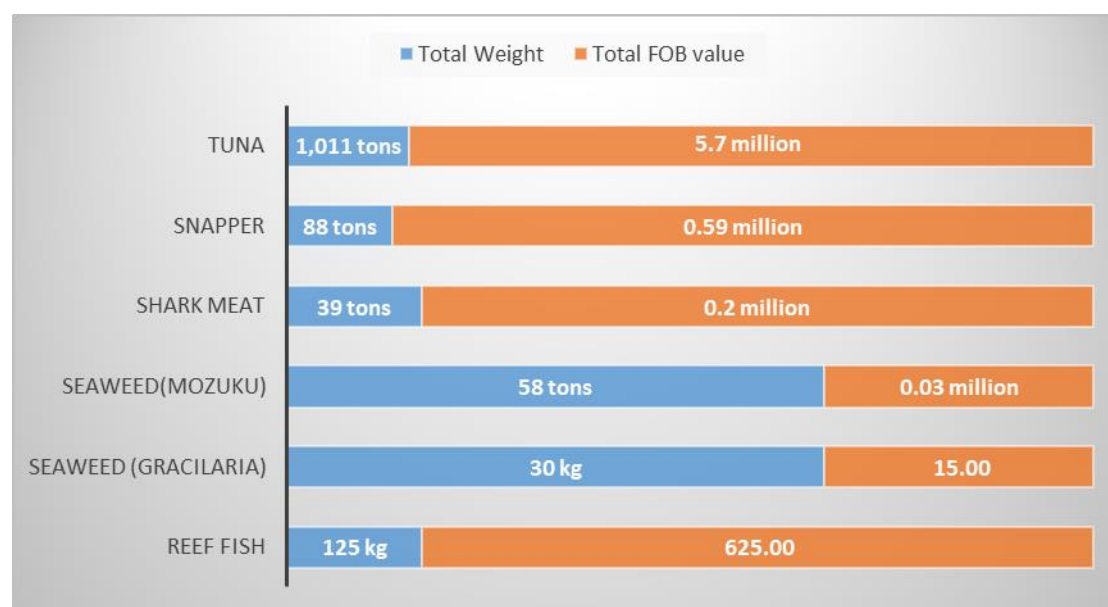 Total Weight Total FOB value
TUNA 1,011 tons 5.7 million
SNAPPER 88 tons 0.59 million
SHARK MEAT 39 tons 0.2 million
SEAWEED(MOZUKU) 58 tons 0.03 million
SEAWEED (GRACILARIA) 30 kg 15.00
REEF FISH 125 kg 625.00